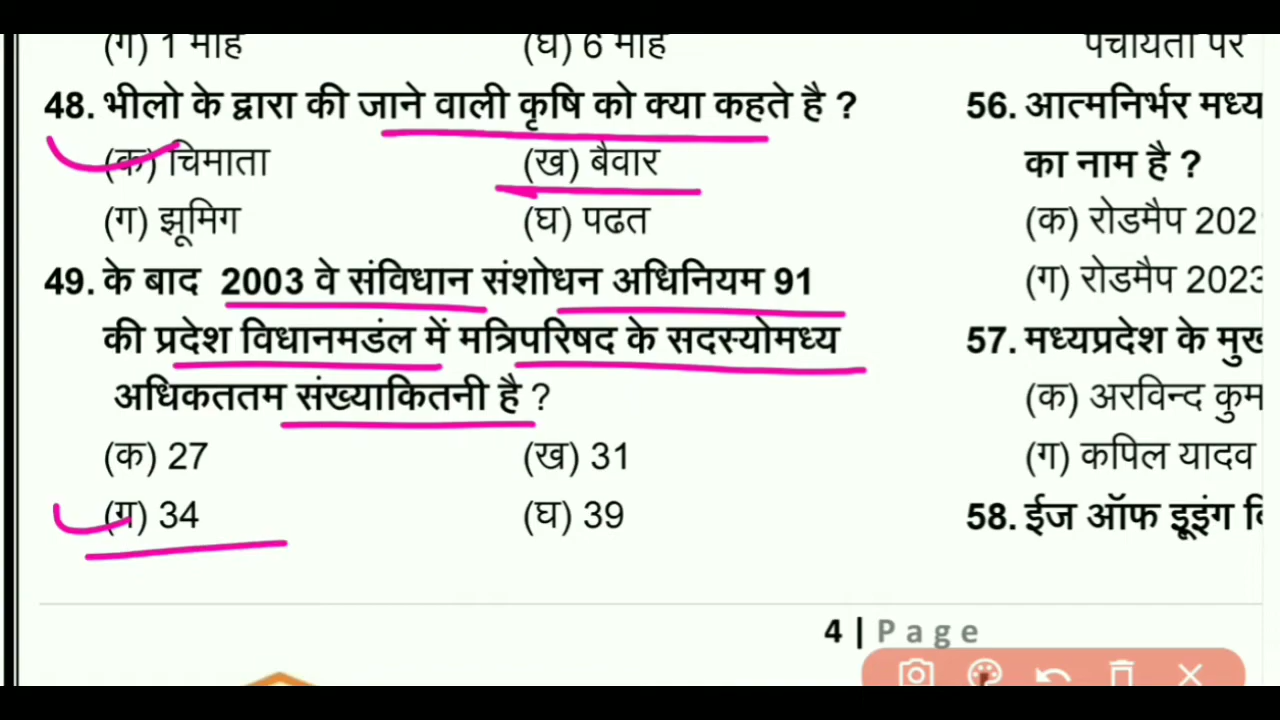 (ग) 1 माह (घ) 6 माह
48. भीलो के द्वारा की जाने वाली कृषि को क्या कहते है ?
(क) चिमाता (ख) बैवार
(ग) झूमिग (घ) पढत
49. के बाद 2003 वे संविधान संशोधन अधिनियम 91
की प्रदेश विधानमडंल में मत्रिपरिषद के सदस्योमध्य
अधिकततम संख्याकितनी है ?
(क) 27 (ख) 31
(ग) 34 (घ) 39
पंचायतो पर
56. आत्मनिर्भर मध्य
का नाम है ?
(क) रोडमैप 202
(ग) रोडमैप 2023
57. मध्यप्रदेश के मुख
(क) अरविन्द कुम
(ग) कपिल यादव
58. ईज ऑफ डूइंग वि
4 | Page